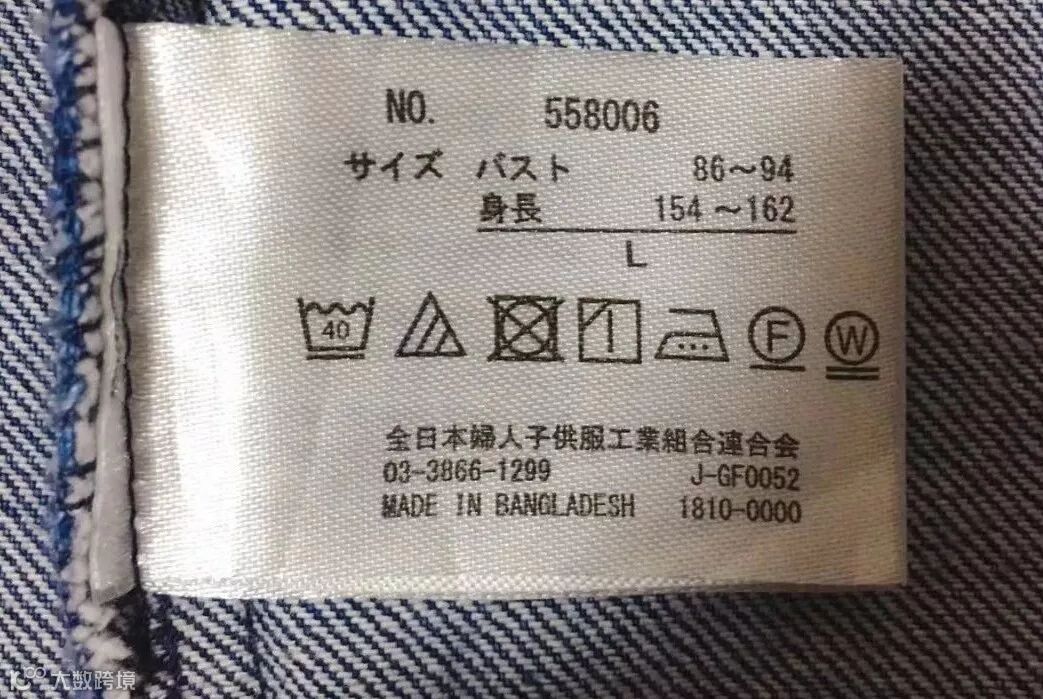 NO. 558006
サイズ バスト 86~94
身長 154~162
L
40 F W
全日本婦人子供服工業組合連合会
03-3866-1299 J-GF0052
MADE IN BANGLADESH 1810-0000
大数跨境